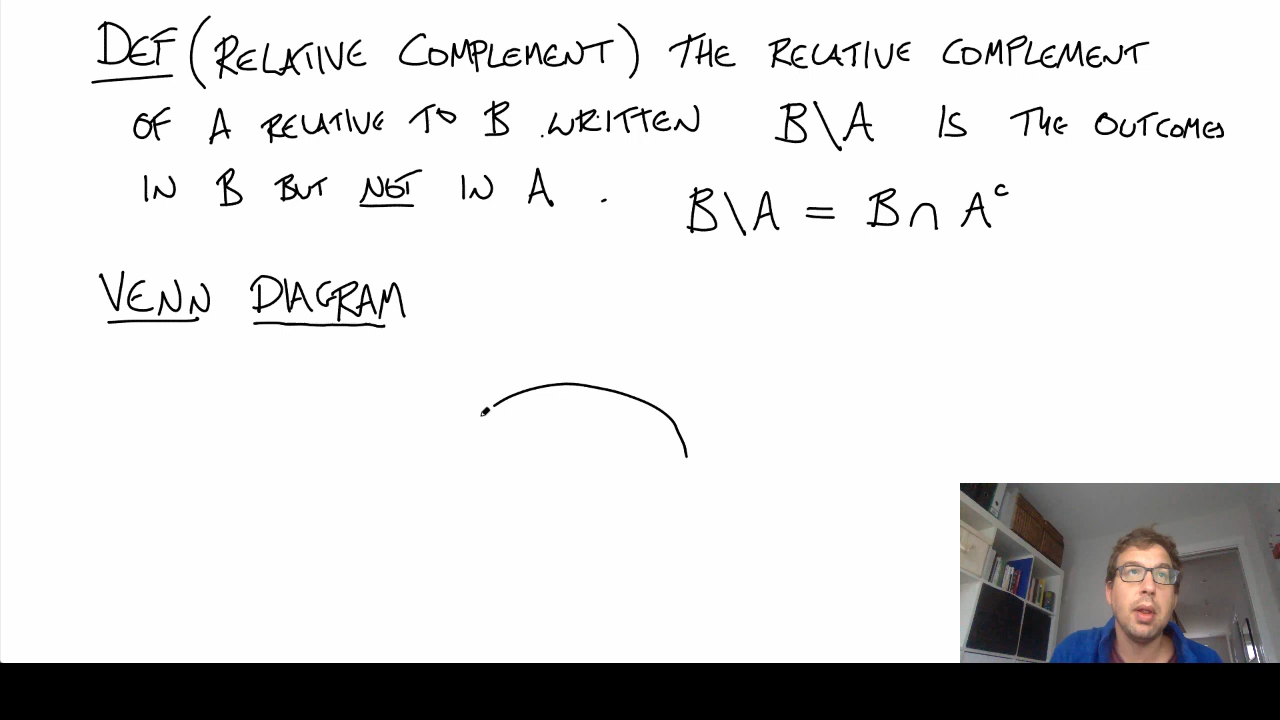 DEF (RELATIVE COMPLEMENT) THE RELATIVE COMPLEMENT
OF A RELATIVE TO B WRITTEN B\A IS THE OUTCOMES
IN B BUT NOT IN A . B\A = B∩Aᶜ
VENN DIAGRAM